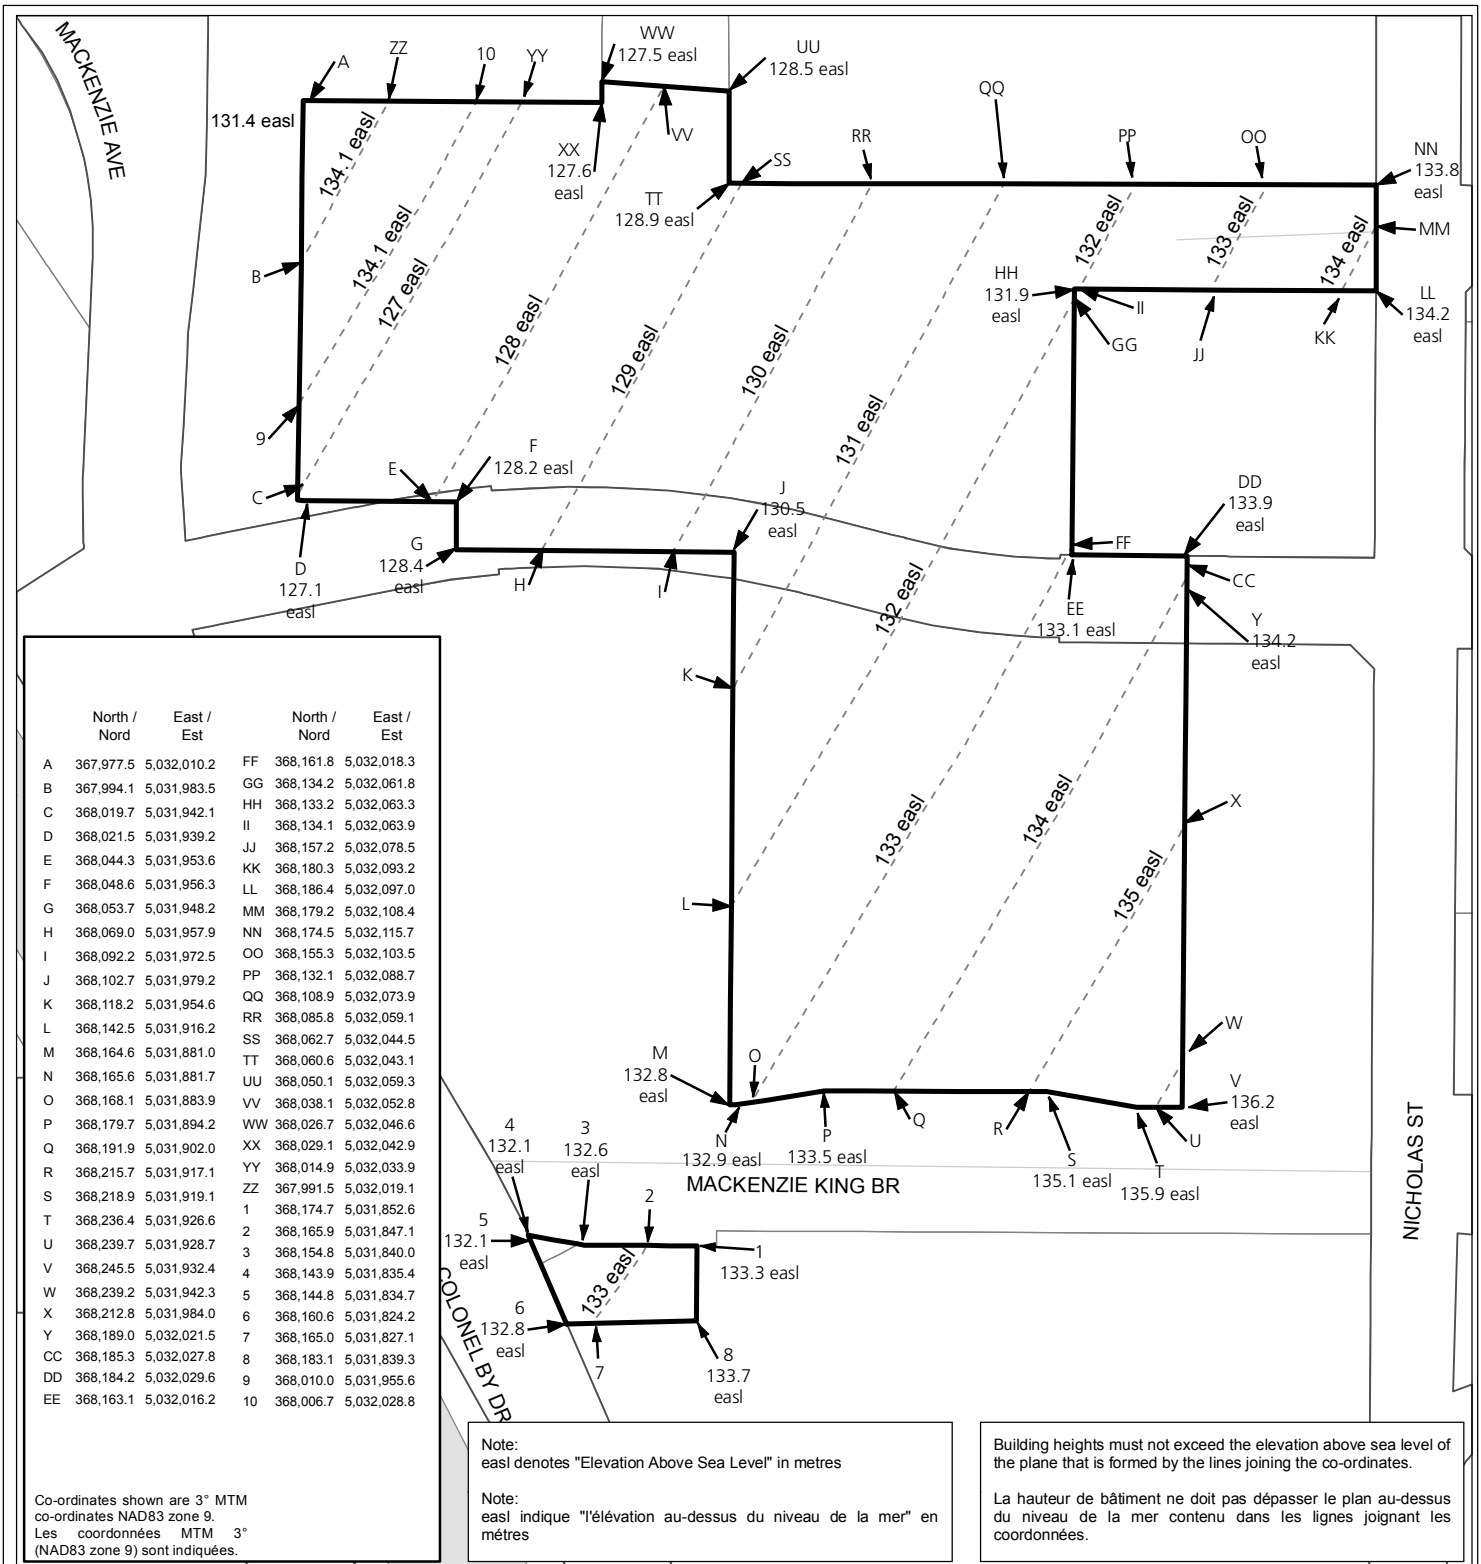 MACKENZIE AVE
A
131.4 easl
ZZ
10
YY
WW
127.5 easl
UU
128.5 easl
VV
XX
127.6
easl
TT
128.9 easl
SS
RR
QQ
PP
OO
NN
133.8
easl
MM
LL
134.2
easl
KK
JJ
II
HH
131.9
easl
GG
134.1 easl
134.1 easl
127 easl
128 easl
129 easl
130 easl
131 easl
132 easl
133 easl
134 easl
B
9
C
D
127.1
easl
E
F
128.2 easl
G
128.4
easl
H
I
J
130.5
easl
FF
EE
133.1 easl
DD
133.9
easl
CC
Y
134.2
easl
132 easl
K
L
X
133 easl
134 easl
135 easl
W
V
136.2
easl
U
T
135.9 easl
S
135.1 easl
R
Q
P
133.5 easl
O
N
132.9 easl
M
132.8
easl
MACKENZIE KING BR
NICHOLAS ST
4
132.1
easl
3
132.6
easl
2
1
133.3 easl
5
132.1
easl
133 easl
6
132.8
easl
7
8
133.7
easl
COLONEL BY DR
North / East / North / East /
Nord Est Nord Est
A 367,977.5 5,032,010.2 FF 368,161.8 5,032,018.3
B 367,994.1 5,031,983.5 GG 368,134.2 5,032,061.8
C 368,019.7 5,031,942.1 HH 368,133.2 5,032,063.3
D 368,021.5 5,031,939.2 II 368,134.1 5,032,063.9
E 368,044.3 5,031,953.6 JJ 368,157.2 5,032,078.5
F 368,048.6 5,031,956.3 KK 368,180.3 5,032,093.2
G 368,053.7 5,031,948.2 LL 368,186.4 5,032,097.0
H 368,069.0 5,031,957.9 MM 368,179.2 5,032,108.4
I 368,092.2 5,031,972.5 NN 368,174.5 5,032,115.7
J 368,102.7 5,031,979.2 OO 368,155.3 5,032,103.5
K 368,118.2 5,031,954.6 PP 368,132.1 5,032,088.7
L 368,142.5 5,031,916.2 QQ 368,108.9 5,032,073.9
M 368,164.6 5,031,881.0 RR 368,085.8 5,032,059.1
N 368,165.6 5,031,881.7 SS 368,062.7 5,032,044.5
O 368,168.1 5,031,883.9 TT 368,060.6 5,032,043.1
P 368,179.7 5,031,894.2 UU 368,050.1 5,032,059.3
Q 368,191.9 5,031,902.0 VV 368,038.1 5,032,052.8
R 368,215.7 5,031,917.1 WW 368,026.7 5,032,046.6
S 368,218.9 5,031,919.1 XX 368,029.1 5,032,042.9
T 368,236.4 5,031,926.6 YY 368,014.9 5,032,033.9
U 368,239.7 5,031,928.7 ZZ 367,991.5 5,032,019.1
V 368,245.5 5,031,932.4 1 368,174.7 5,031,852.6
W 368,239.2 5,031,942.3 2 368,165.9 5,031,847.1
X 368,212.8 5,031,984.0 3 368,154.8 5,031,840.0
Y 368,189.0 5,032,021.5 4 368,143.9 5,031,835.4
CC 368,185.3 5,032,027.8 5 368,144.8 5,031,834.7
DD 368,184.2 5,032,029.6 6 368,160.6 5,031,824.2
EE 368,163.1 5,032,016.2 7 368,165.0 5,031,827.1
8 368,183.1 5,031,839.3
9 368,010.0 5,031,955.6
10 368,006.7 5,032,028.8
Co-ordinates shown are 3° MTM
co-ordinates NAD83 zone 9.
Les coordonnées MTM 3°
(NAD83 zone 9) sont indiquées.
Note:
easl denotes "Elevation Above Sea Level" in metres
Note:
easl indique "l'élévation au-dessus du niveau de la mer" en
métres
Building heights must not exceed the elevation above sea level of
the plane that is formed by the lines joining the co-ordinates.
La hauteur de bâtiment ne doit pas dépasser le plan au-dessus
du niveau de la mer contenu dans les lignes joignant les
coordonnées.